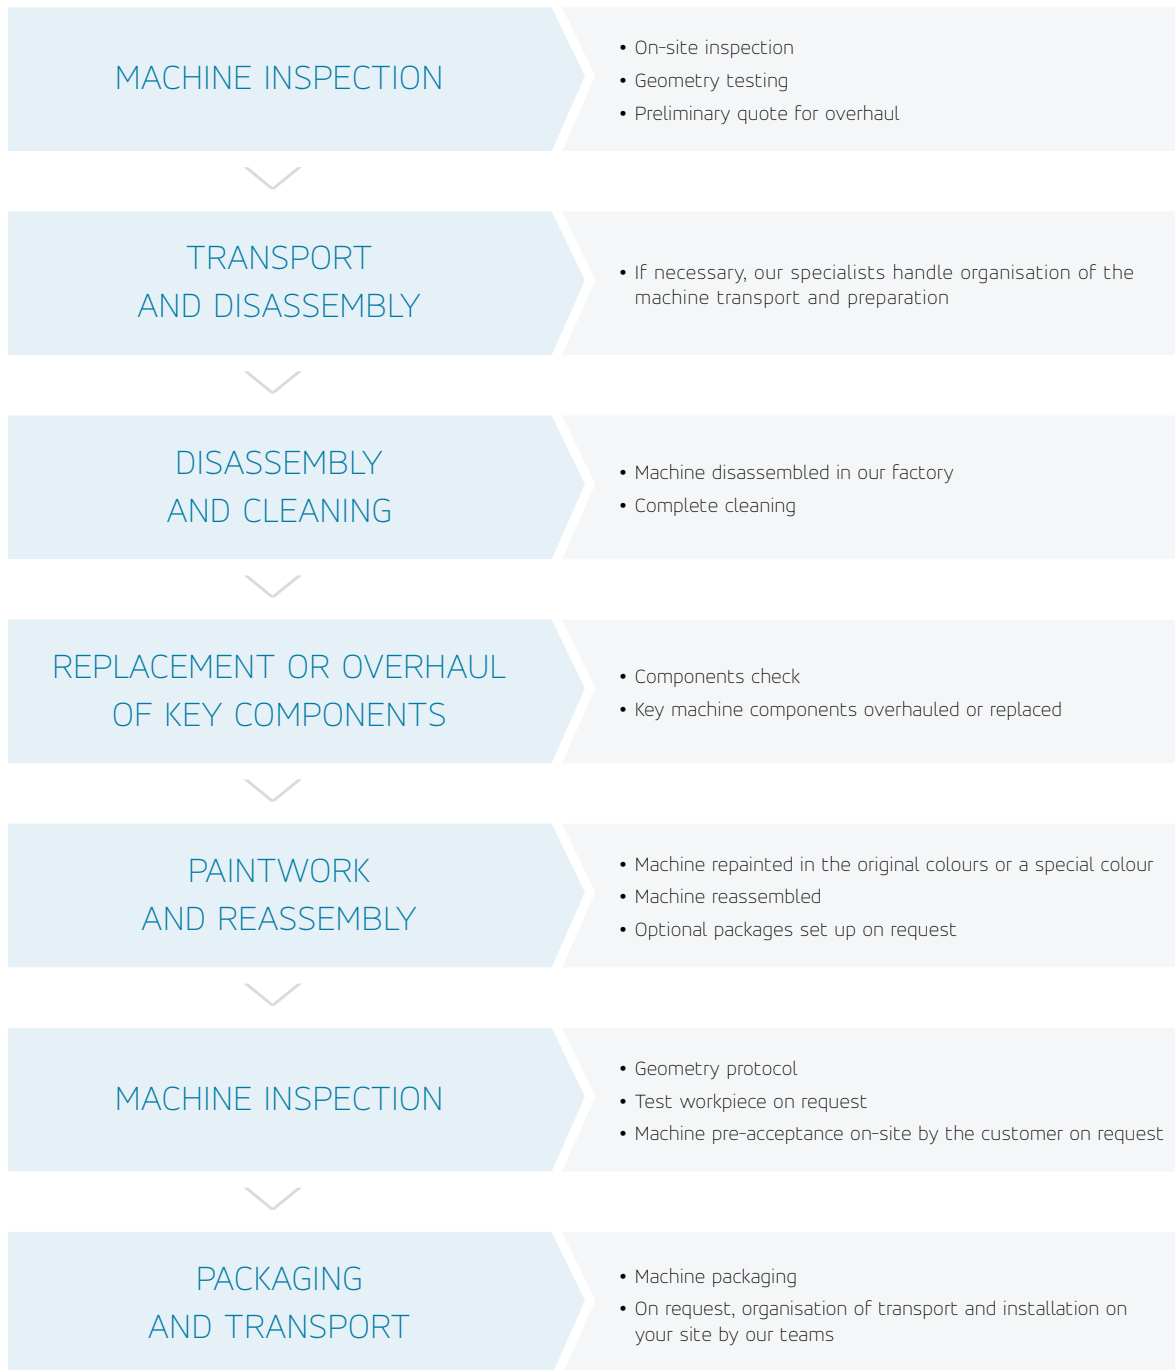 MACHINE INSPECTION
• On-site inspection
• Geometry testing
• Preliminary quote for overhaul
TRANSPORT
AND DISASSEMBLY
• If necessary, our specialists handle organisation of the
machine transport and preparation
DISASSEMBLY
AND CLEANING
• Machine disassembled in our factory
• Complete cleaning
REPLACEMENT OR OVERHAUL
OF KEY COMPONENTS
• Components check
• Key machine components overhauled or replaced
PAINTWORK
AND REASSEMBLY
• Machine repainted in the original colours or a special colour
• Machine reassembled
• Optional packages set up on request
MACHINE INSPECTION
• Geometry protocol
• Test workpiece on request
• Machine pre-acceptance on-site by the customer on request
PACKAGING
AND TRANSPORT
• Machine packaging
• On request, organisation of transport and installation on
your site by our teams